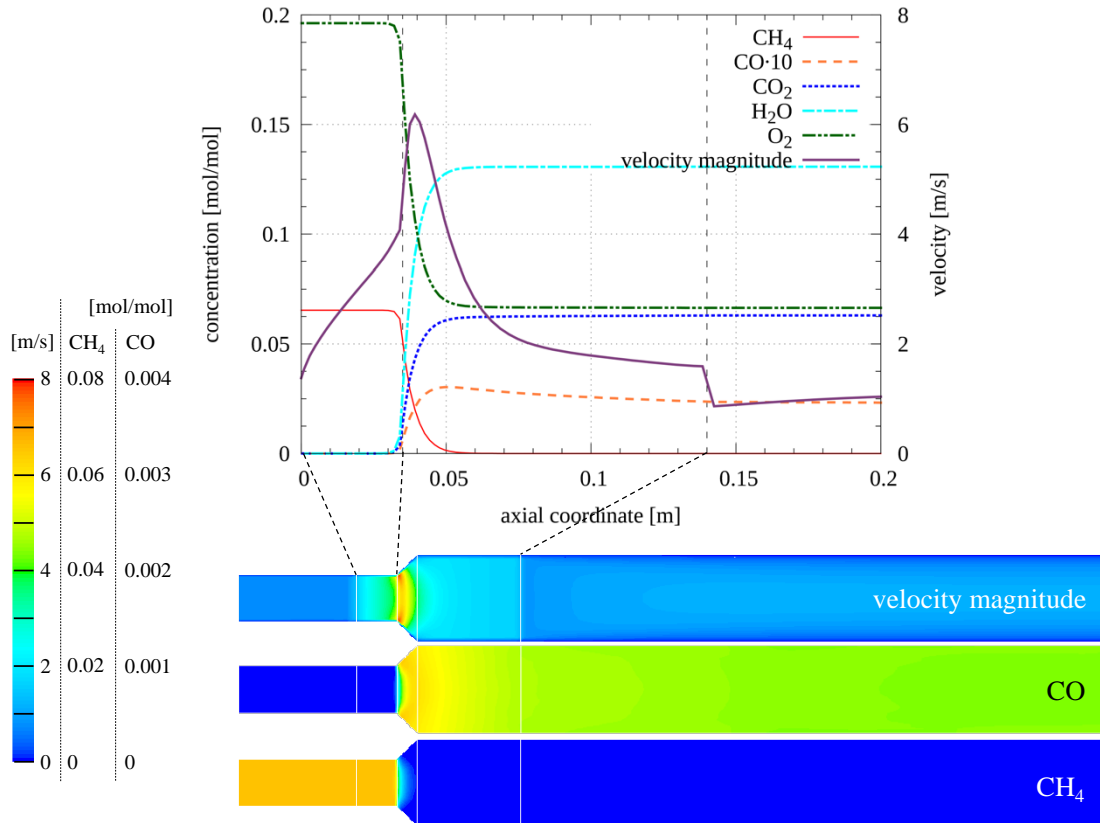 0.2
8
CH₄
CO·10
CO₂
H₂O
O₂
velocity magnitude
0.15
6
0.1
4
0.05
2
0
0
concentration [mol/mol]
velocity [m/s]
0
0.05
0.1
0.15
0.2
axial coordinate [m]
[mol/mol]
[m/s] CH₄ CO
8 0.08 0.004
0.003
6 0.06
4 0.04 0.002
2 0.02 0.001
0 0 0
velocity magnitude
CO
CH₄